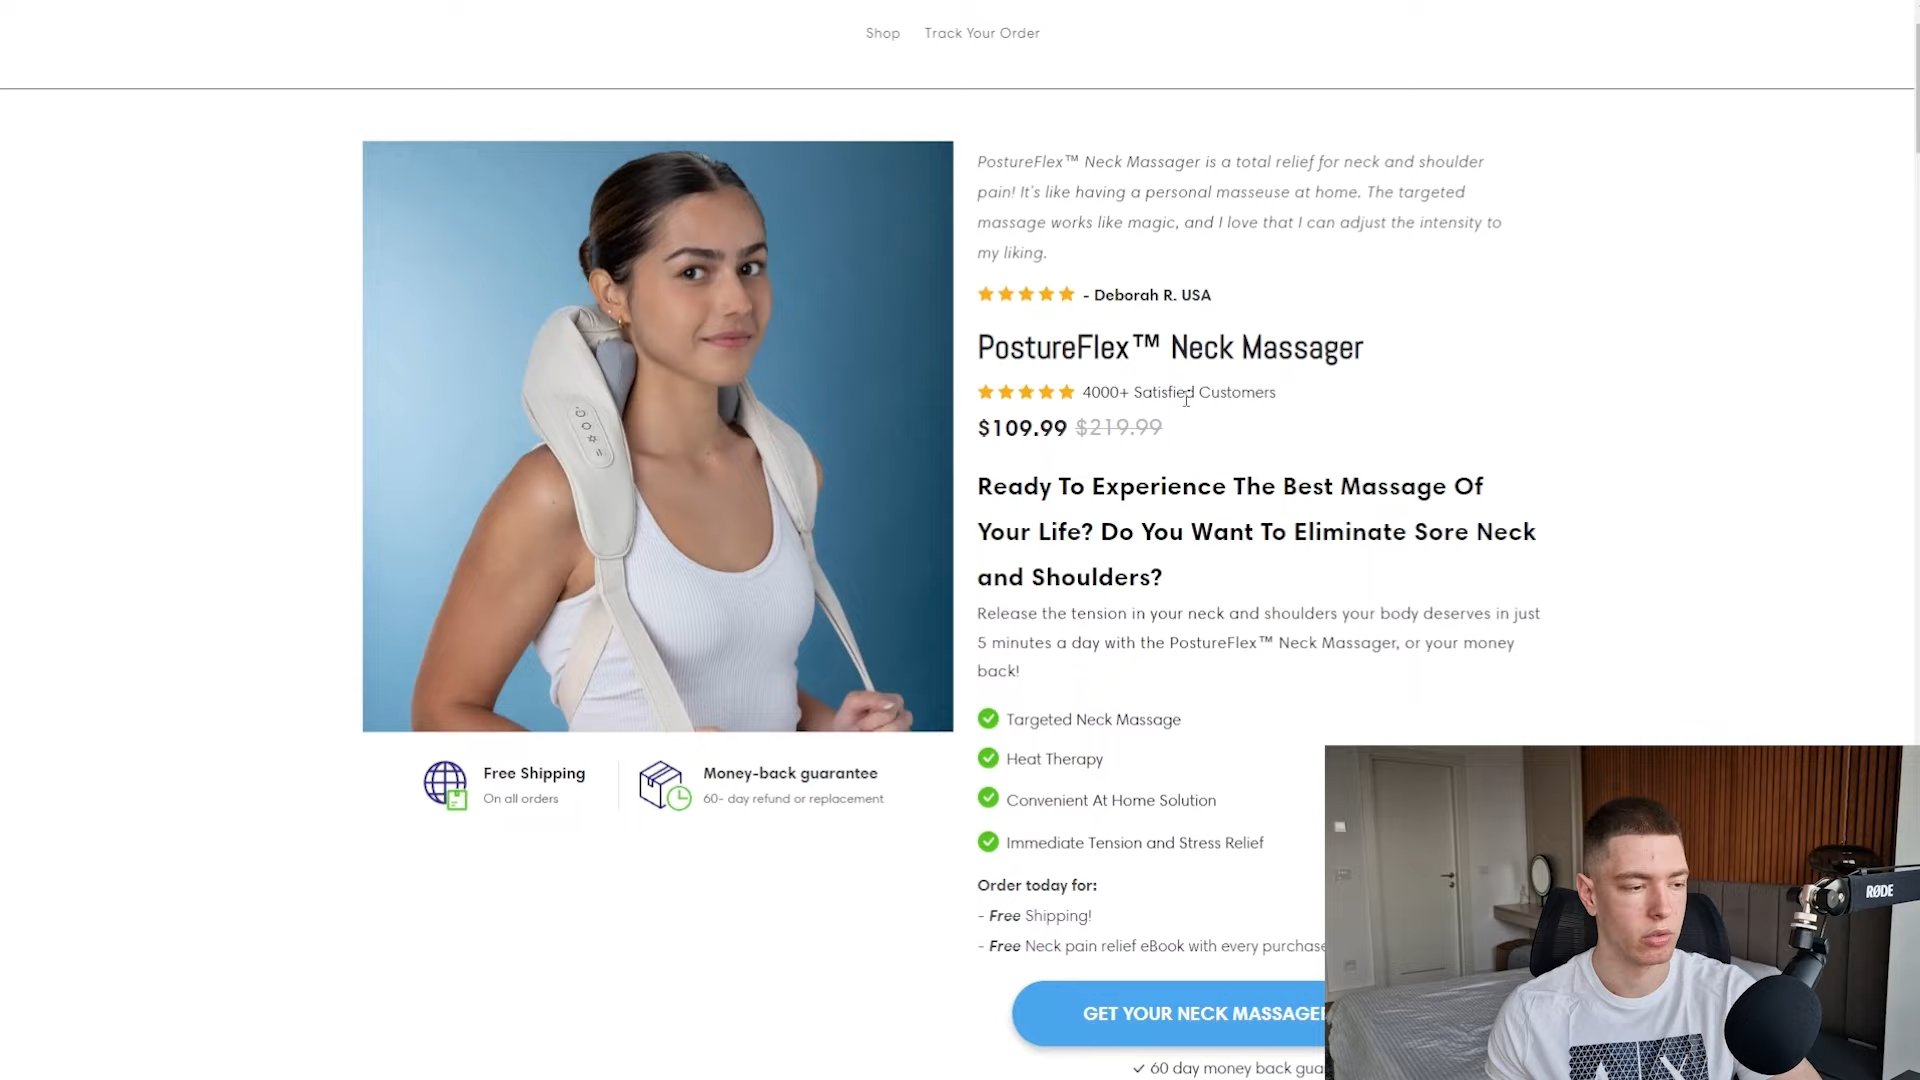 Shop Track Your Order
PostureFlex™ Neck Massager is a total relief for neck and shoulder
pain! It's like having a personal masseuse at home. The targeted
massage works like magic, and I love that I can adjust the intensity to
my liking.
- Deborah R. USA
PostureFlex™ Neck Massager
4000+ Satisfied Customers
$109.99 $219.99
Ready To Experience The Best Massage Of
Your Life? Do You Want To Eliminate Sore Neck
and Shoulders?
Release the tension in your neck and shoulders your body deserves in just
5 minutes a day with the PostureFlex™ Neck Massager, or your money
back!
Targeted Neck Massage
Heat Therapy
Convenient At Home Solution
Immediate Tension and Stress Relief
Order today for:
- Free Shipping!
- Free Neck pain relief eBook with every purchase
GET YOUR NECK MASSAGER
✓ 60 day money back gua
Free Shipping
On all orders
Money-back guarantee
60- day refund or replacement
RØDE